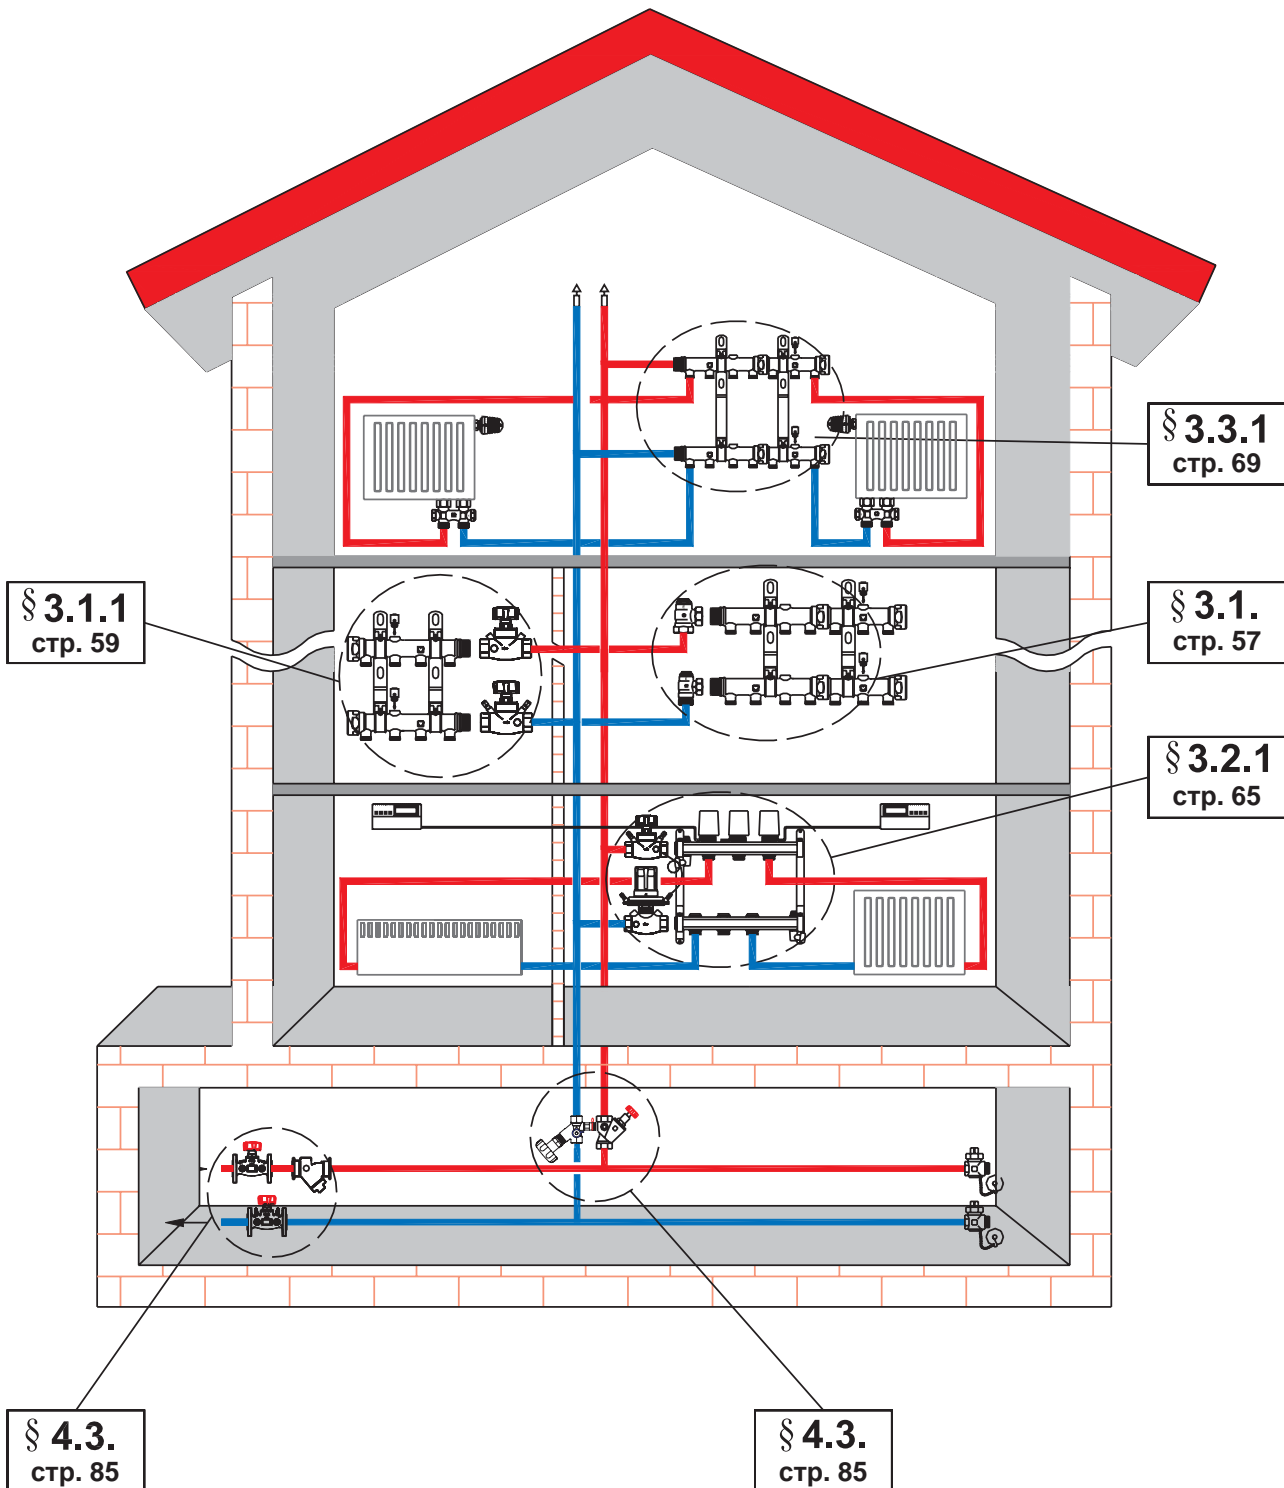 § 3.3.1
стр. 69
§ 3.1.1
стр. 59
§ 3.1.
стр. 57
§ 3.2.1
стр. 65
§ 4.3.
стр. 85
§ 4.3.
стр. 85